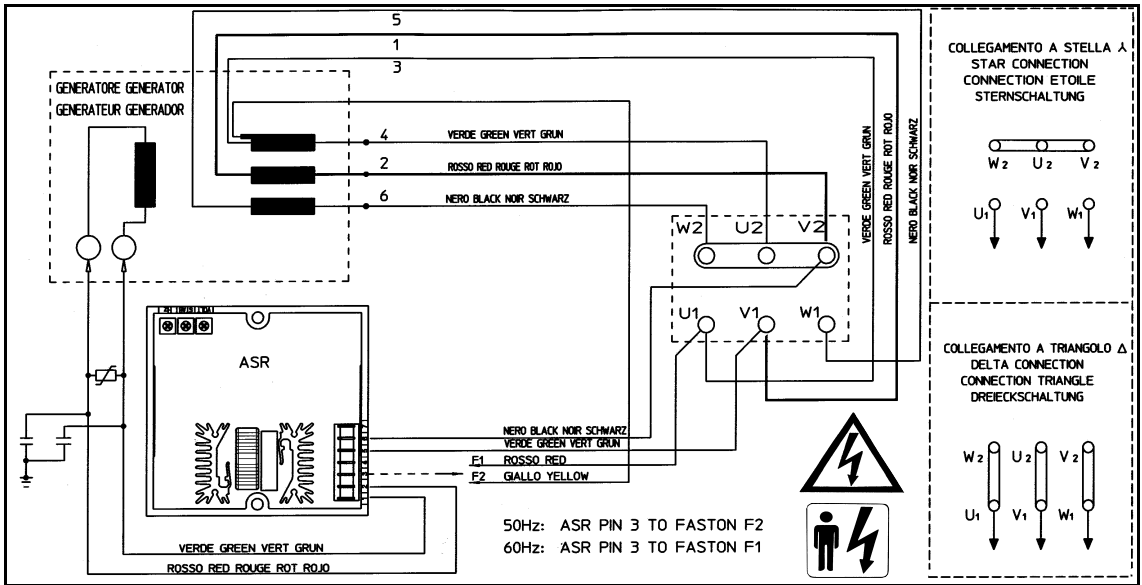 5
1
3
GENERATORE GENERATOR
GENERATEUR GENERADOR
4
VERDE GREEN VERT GRUN
2
ROSSO RED ROUGE ROT ROJO
6
NERO BLACK NOIR SCHWARZ
VERDE GREEN VERT GRUN
ROSSO RED ROUGE ROT ROJO
NERO BLACK NOIR SCHWARZ
W2 U2 V2
U1 V1 W1
ASR
NERO BLACK NOIR SCHWARZ
VERDE GREEN VERT GRUN
F1 ROSSO RED
F2 GIALLO YELLOW
50Hz: ASR PIN 3 TO FASTON F2
60Hz: ASR PIN 3 TO FASTON F1
VERDE GREEN VERT GRUN
ROSSO RED ROUGE ROT ROJO
COLLEGAMENTO A STELLA ⅄
STAR CONNECTION
CONNECTION ETOILE
STERNSCHALTUNG
W2 U2 V2
U1 V1 W1
COLLEGAMENTO A TRIANGOLO Δ
DELTA CONNECTION
CONNECTION TRIANGLE
DREIECKSCHALTUNG
W2 U2 V2
U1 V1 W1